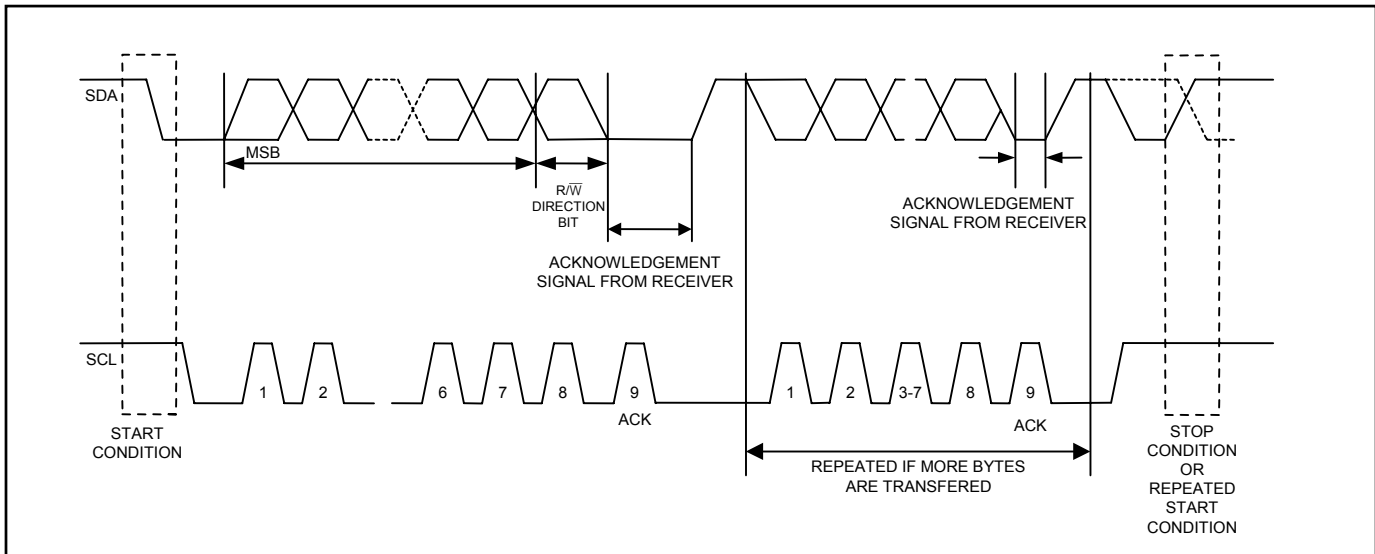 SDA
MSB
R/W̅
DIRECTION
BIT
ACKNOWLEDGEMENT
SIGNAL FROM RECEIVER
ACKNOWLEDGEMENT
SIGNAL FROM RECEIVER
SCL
1
2
6
7
8
9
1
2
3-7
8
9
ACK
ACK
START
CONDITION
REPEATED IF MORE BYTES
ARE TRANSFERED
STOP
CONDITION
OR
REPEATED
START
CONDITION